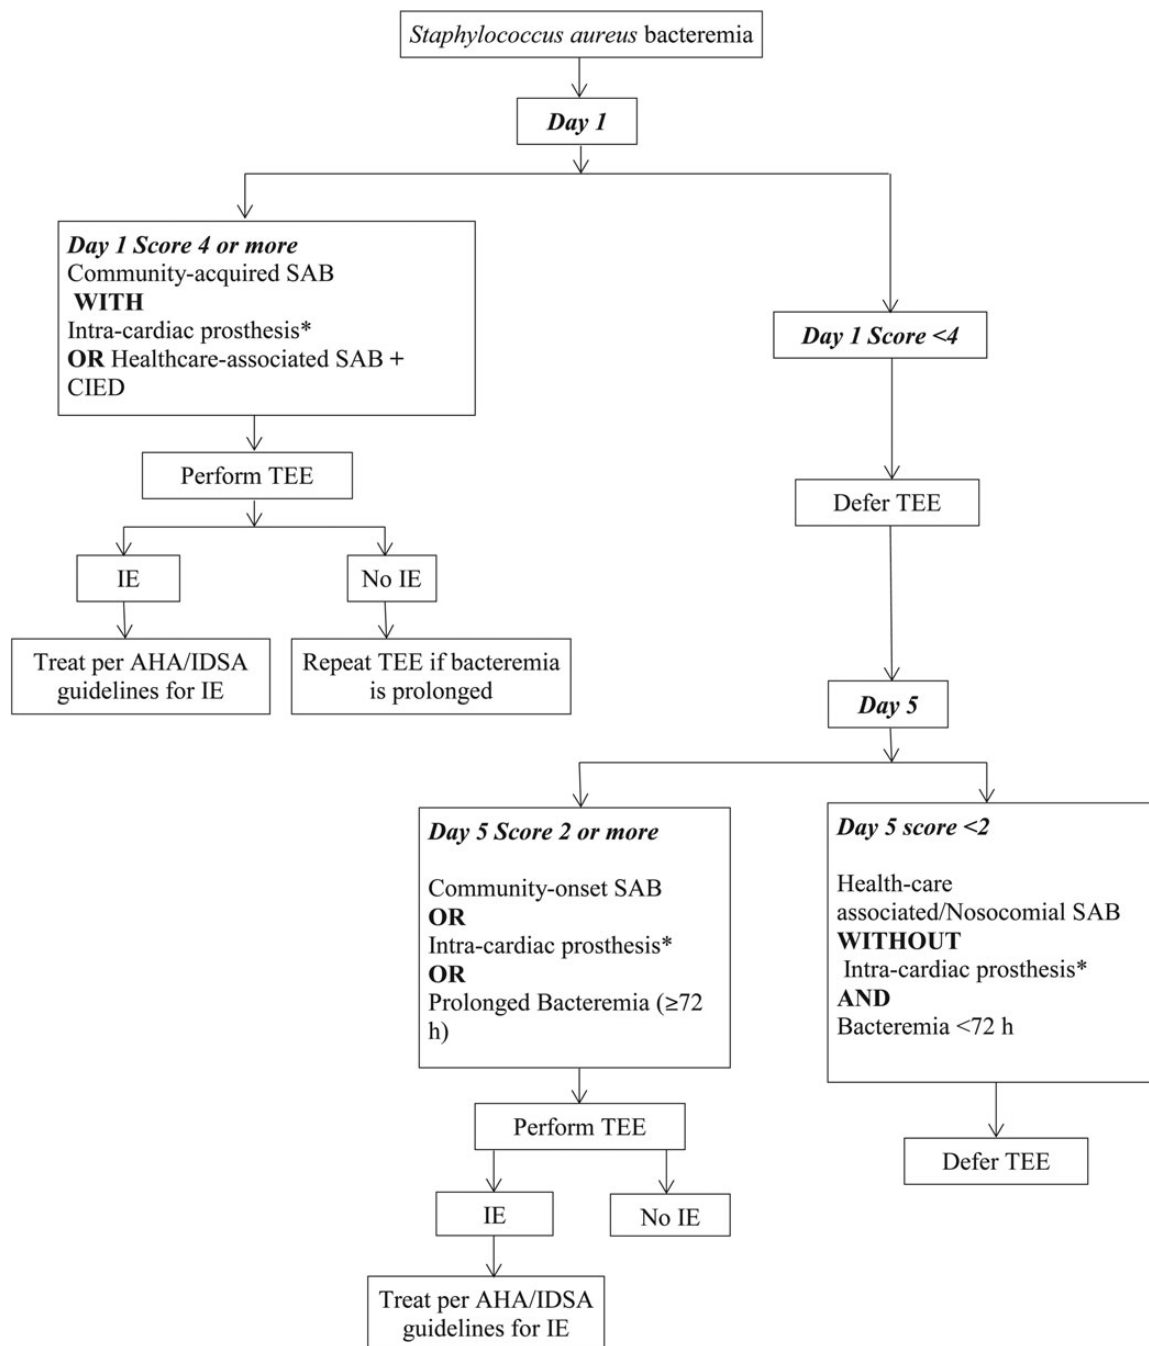 Staphylococcus aureus bacteremia
Day 1
Day 1 Score 4 or more
Community-acquired SAB
WITH
Intra-cardiac prosthesis*
OR Healthcare-associated SAB +
CIED
Day 1 Score <4
Perform TEE
Defer TEE
IE
No IE
Treat per AHA/IDSA
guidelines for IE
Repeat TEE if bacteremia
is prolonged
Day 5
Day 5 Score 2 or more
Community-onset SAB
OR
Intra-cardiac prosthesis*
OR
Prolonged Bacteremia (≥72
h)
Day 5 score <2
Health-care
associated/Nosocomial SAB
WITHOUT
Intra-cardiac prosthesis*
AND
Bacteremia <72 h
Perform TEE
Defer TEE
IE
No IE
Treat per AHA/IDSA
guidelines for IE